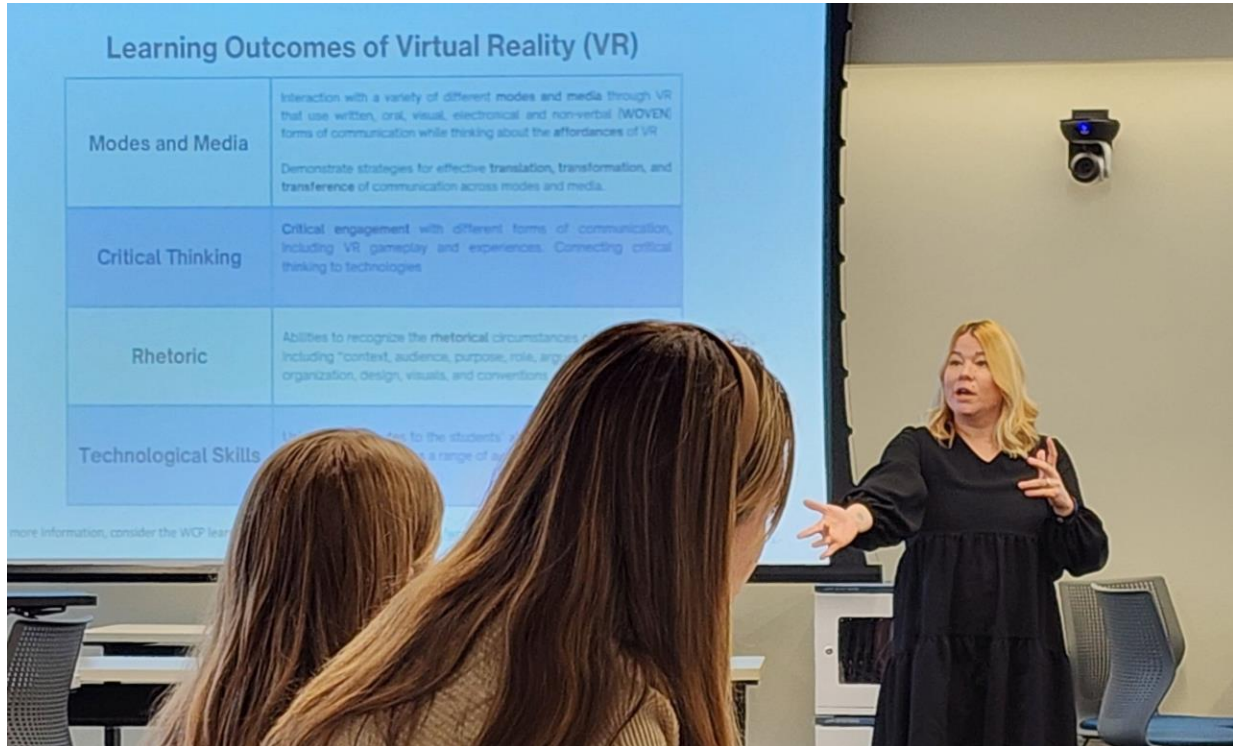 Learning Outcomes of Virtual Reality (VR)
Modes and Media
Interaction with a variety of different modes and media through VR
that use written, oral, visual, electronical and non-verbal (WOVEN)
forms of communication while thinking about the affordances of VR
Demonstrate strategies for effective translation, transformation, and
transference of communication across modes and media.
Critical Thinking
Critical engagement with different forms of communication,
including VR gameplay and experiences. Connecting critical
thinking to technologies
Rhetoric
Abilities to recognize the rhetorical circumstances
including "context, audience, purpose, role,
organization, design, visuals, and conventions
Technological Skills
to the students'
a range of
more information, consider the WCP